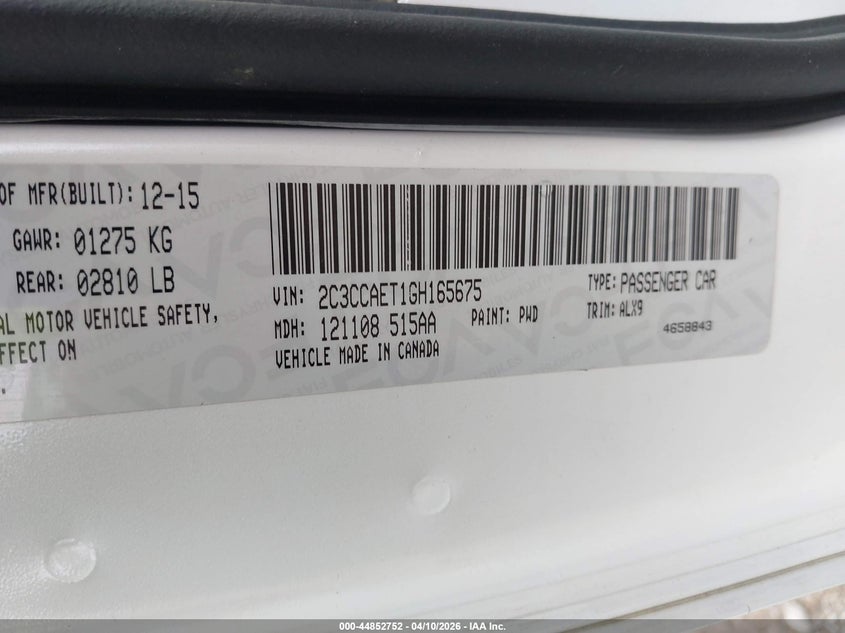 OF MFR(BUILT): 12-15
GAWR: 01275 KG
REAR: 02810 LB
AL MOTOR VEHICLE SAFETY,
FFECT ON
VIN: 2C3CCAET1GH165675
TYPE: PASSENGER CAR
MDH: 121108 515AA
PAINT: PWD
TRIM: ALX9
VEHICLE MADE IN CANADA
4658843
000-44852752 - 04/10/2026 - IAA Inc.